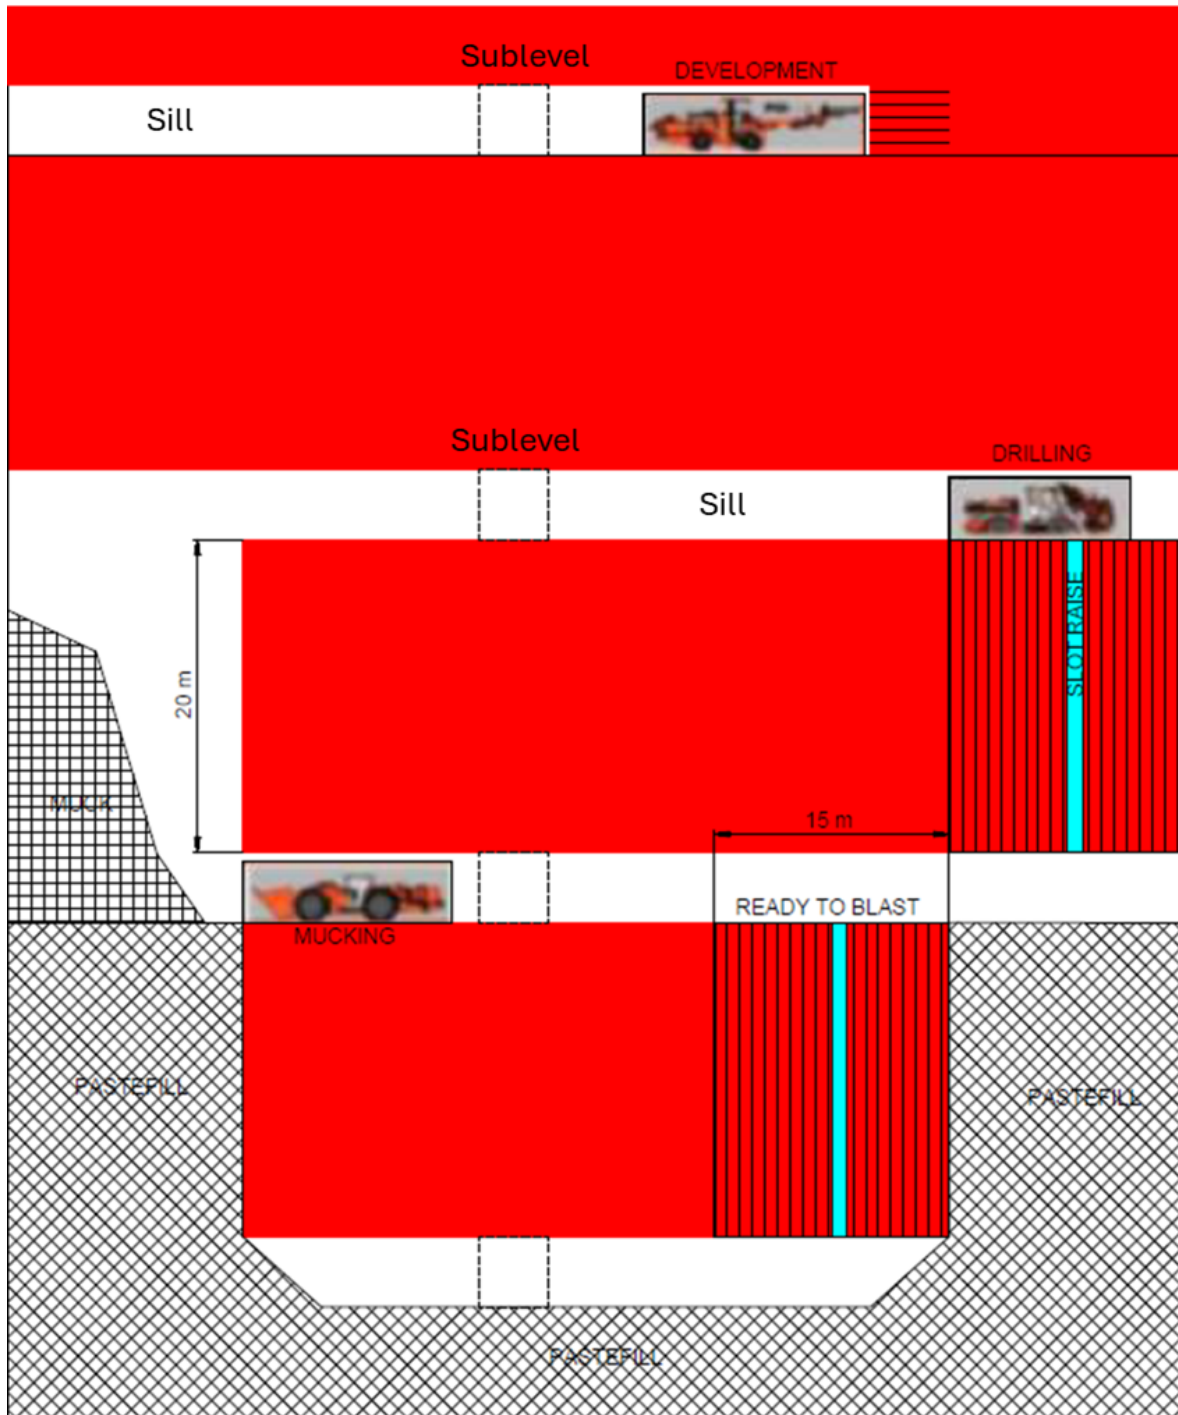 Sublevel
DEVELOPMENT
Sill
Sublevel
DRILLING
Sill
SLOT RAISE
20 m
MUCK
15 m
READY TO BLAST
MUCKING
PASTEFILL
PASTEFILL
PASTEFILL